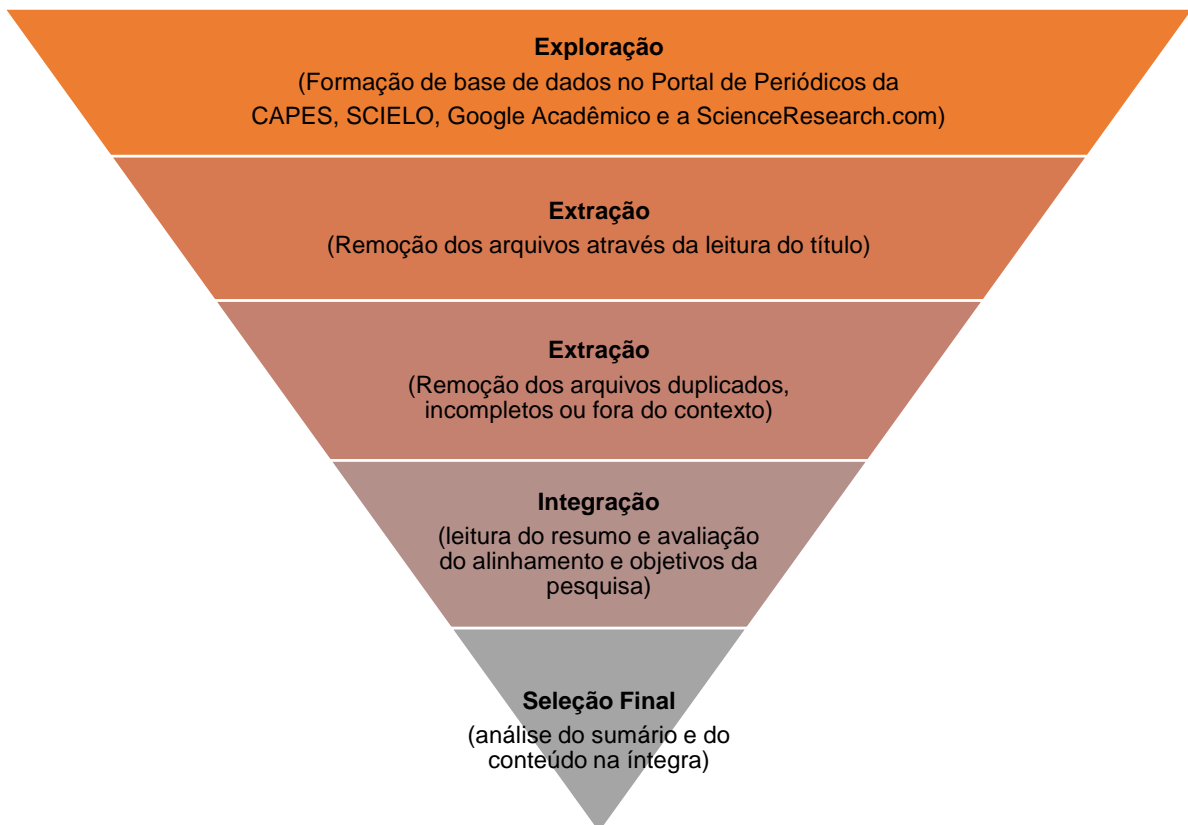 Exploração
(Formação de base de dados no Portal de Periódicos da
CAPES, SCIELO, Google Acadêmico e a ScienceResearch.com)
Extração
(Remoção dos arquivos através da leitura do título)
Extração
(Remoção dos arquivos duplicados,
incompletos ou fora do contexto)
Integração
(leitura do resumo e avaliação
do alinhamento e objetivos da
pesquisa)
Seleção Final
(análise do sumário e do
conteúdo na íntegra)